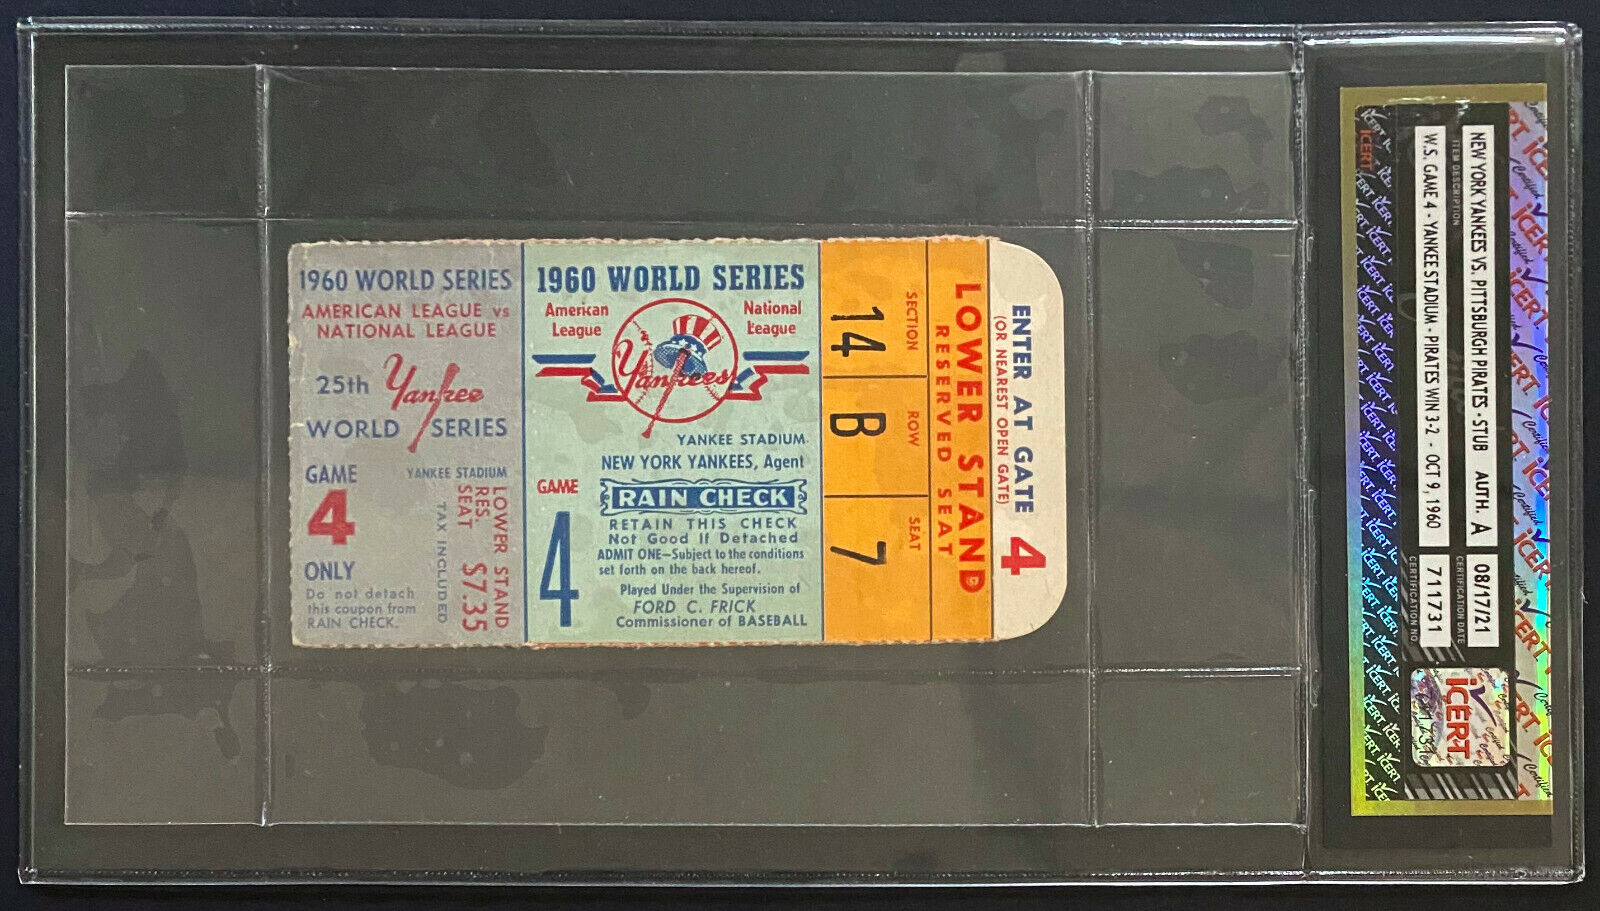 1960 WORLD SERIES
AMERICAN LEAGUE vs
NATIONAL LEAGUE
25th Yankee
WORLD SERIES
GAME
4
ONLY
Do not detach
this coupon from
RAIN CHECK.
YANKEE STADIUM
LOWER STAND
RES.
SEAT $7.35
TAX INCLUDED
1960 WORLD SERIES
American
League
National
League
Yankees
YANKEE STADIUM
NEW YORK YANKEES, Agent
GAME
4
RAIN CHECK
RETAIN THIS CHECK
Not Good If Detached
ADMIT ONE—Subject to the conditions
set forth on the back hereof.
Played Under the Supervision of
FORD C. FRICK
Commissioner of BASEBALL
SECTION
14
ROW
B
SEAT
7
LOWER STAND
RESERVED SEAT
ENTER AT GATE 4
(OR NEAREST OPEN GATE)
NEW YORK YANKEES VS. PITTSBURGH PIRATES - STUB AUTH. A
ITEM DESCRIPTION
W.S. GAME 4 - YANKEE STADIUM - PIRATES WIN 3-2 - OCT 9, 1960
08/17/21
CERTIFICATION DATE
7111731
CERTIFICATION NO
iCERT